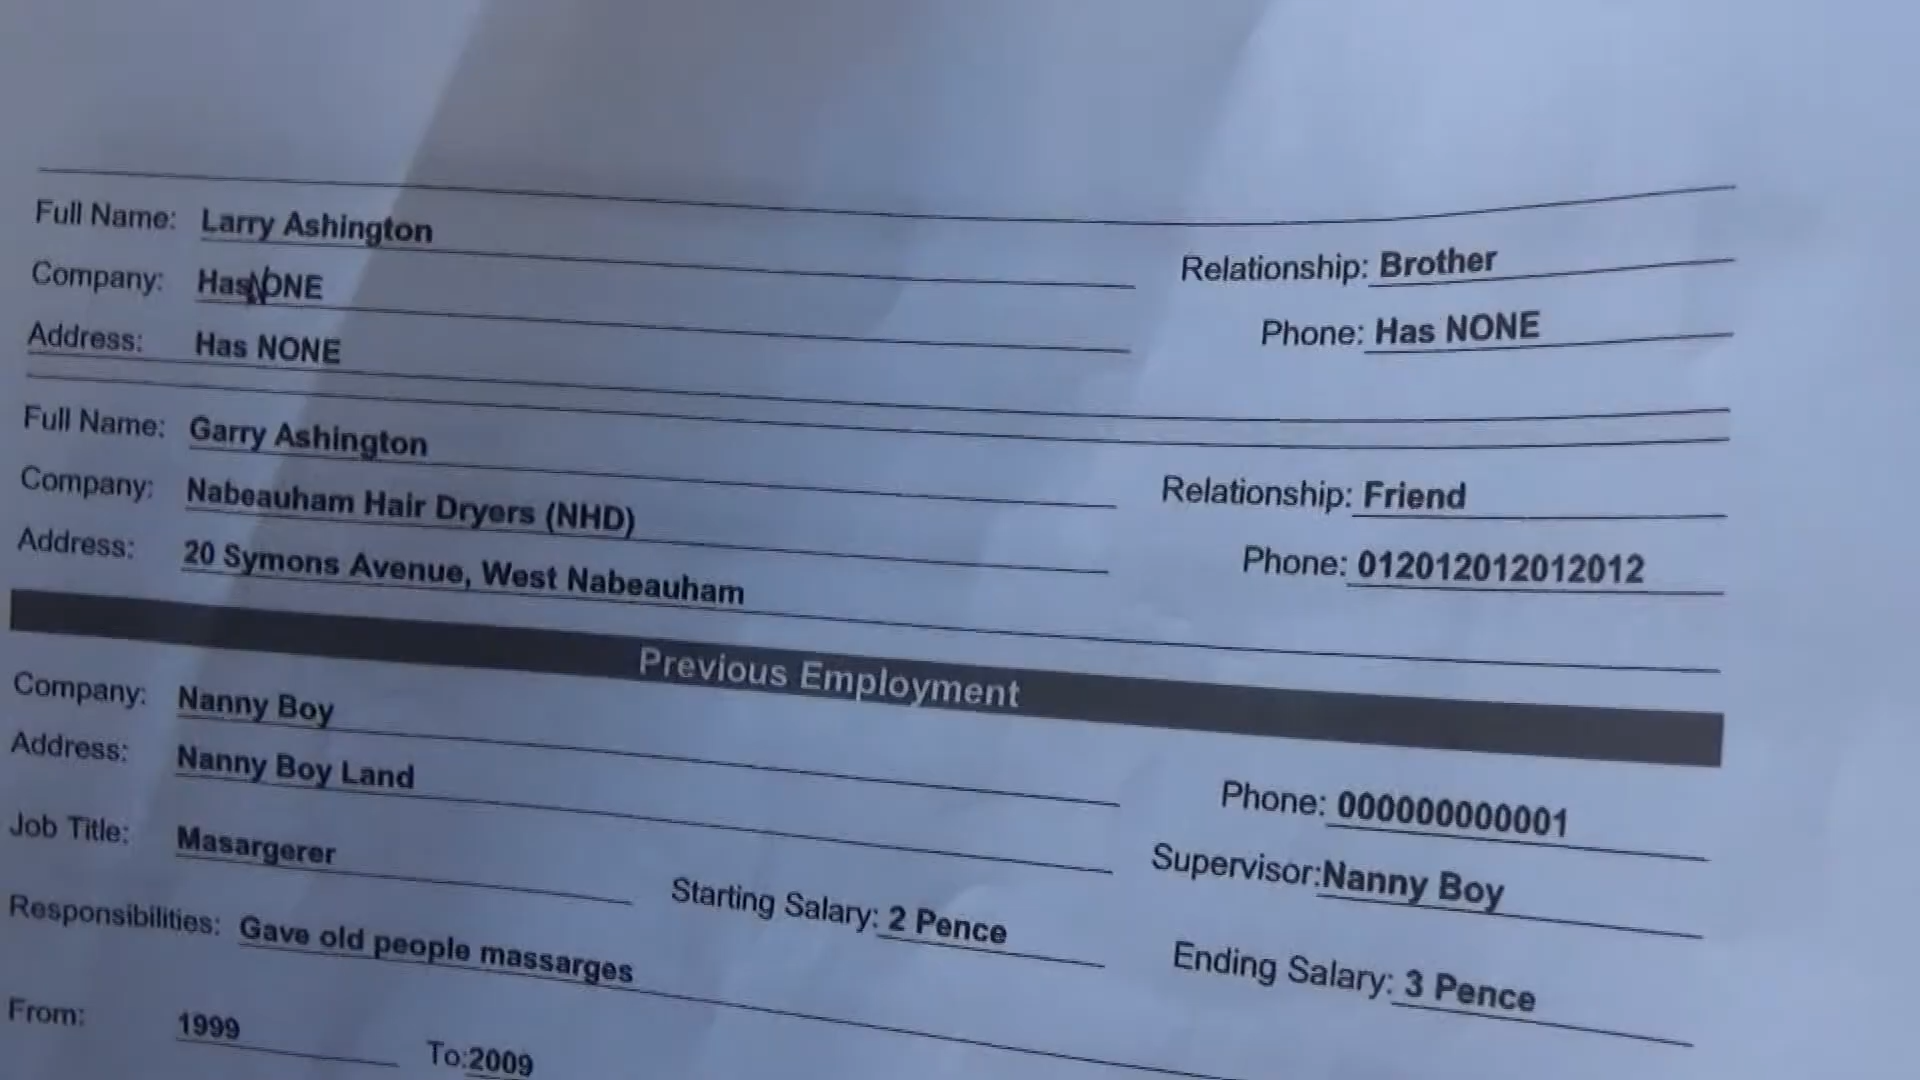 Full Name: Larry Ashington Relationship: Brother
Company: HasNONE Phone: Has NONE
Address: Has NONE
Full Name: Garry Ashington Relationship: Friend
Company: Nabeauham Hair Dryers (NHD) Phone: 012012012012012
Address: 20 Symons Avenue, West Nabeauham
Previous Employment
Company: Nanny Boy Phone: 000000000001
Address: Nanny Boy Land Supervisor:Nanny Boy
Job Title: Masargerer Starting Salary: 2 Pence Ending Salary: 3 Pence
Responsibilities: Gave old people massarges
From: 1999 To:2009